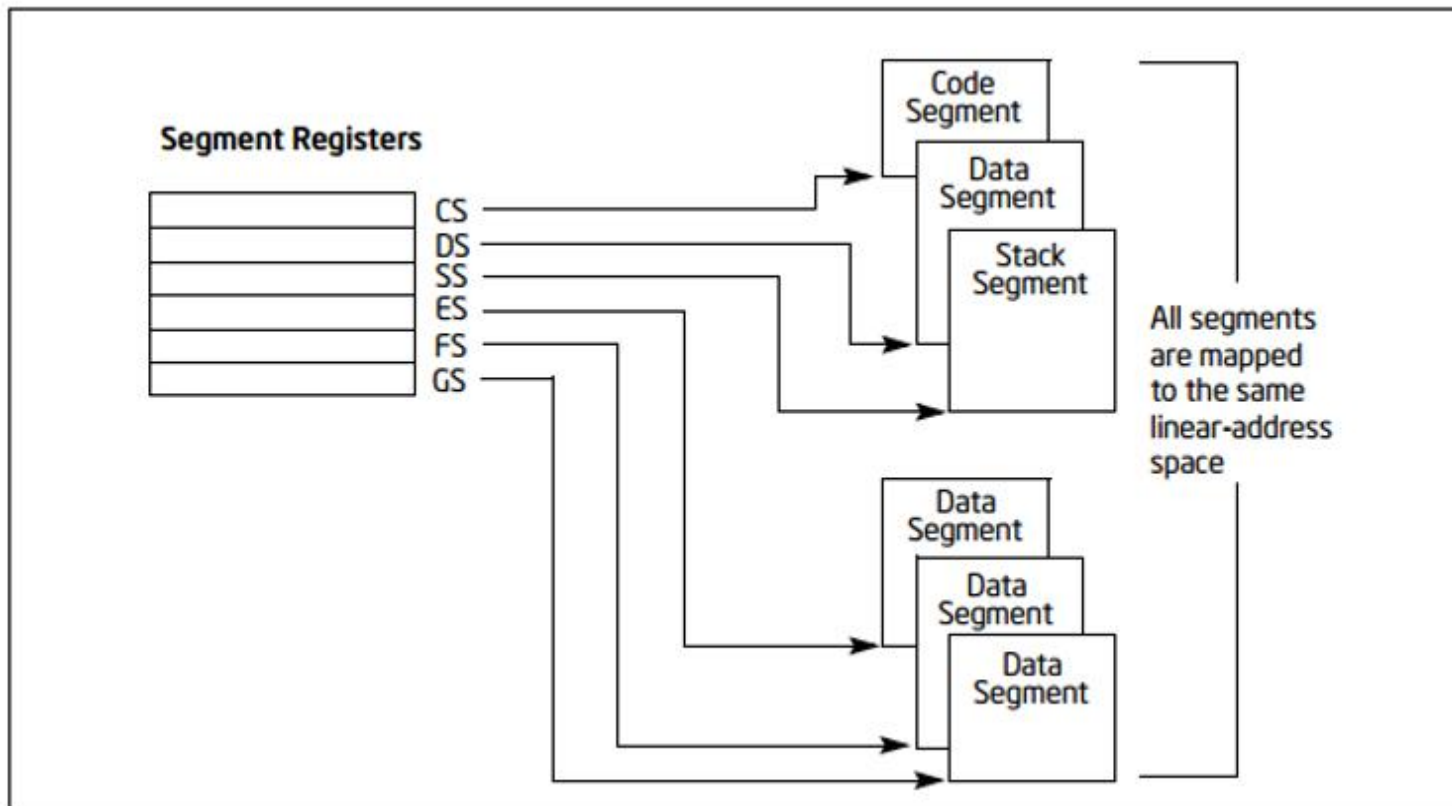 Segment Registers
CS
DS
SS
ES
FS
GS
Code
Segment
Data
Segment
Stack
Segment
Data
Segment
Data
Segment
Data
Segment
All segments
are mapped
to the same
linear-address
space